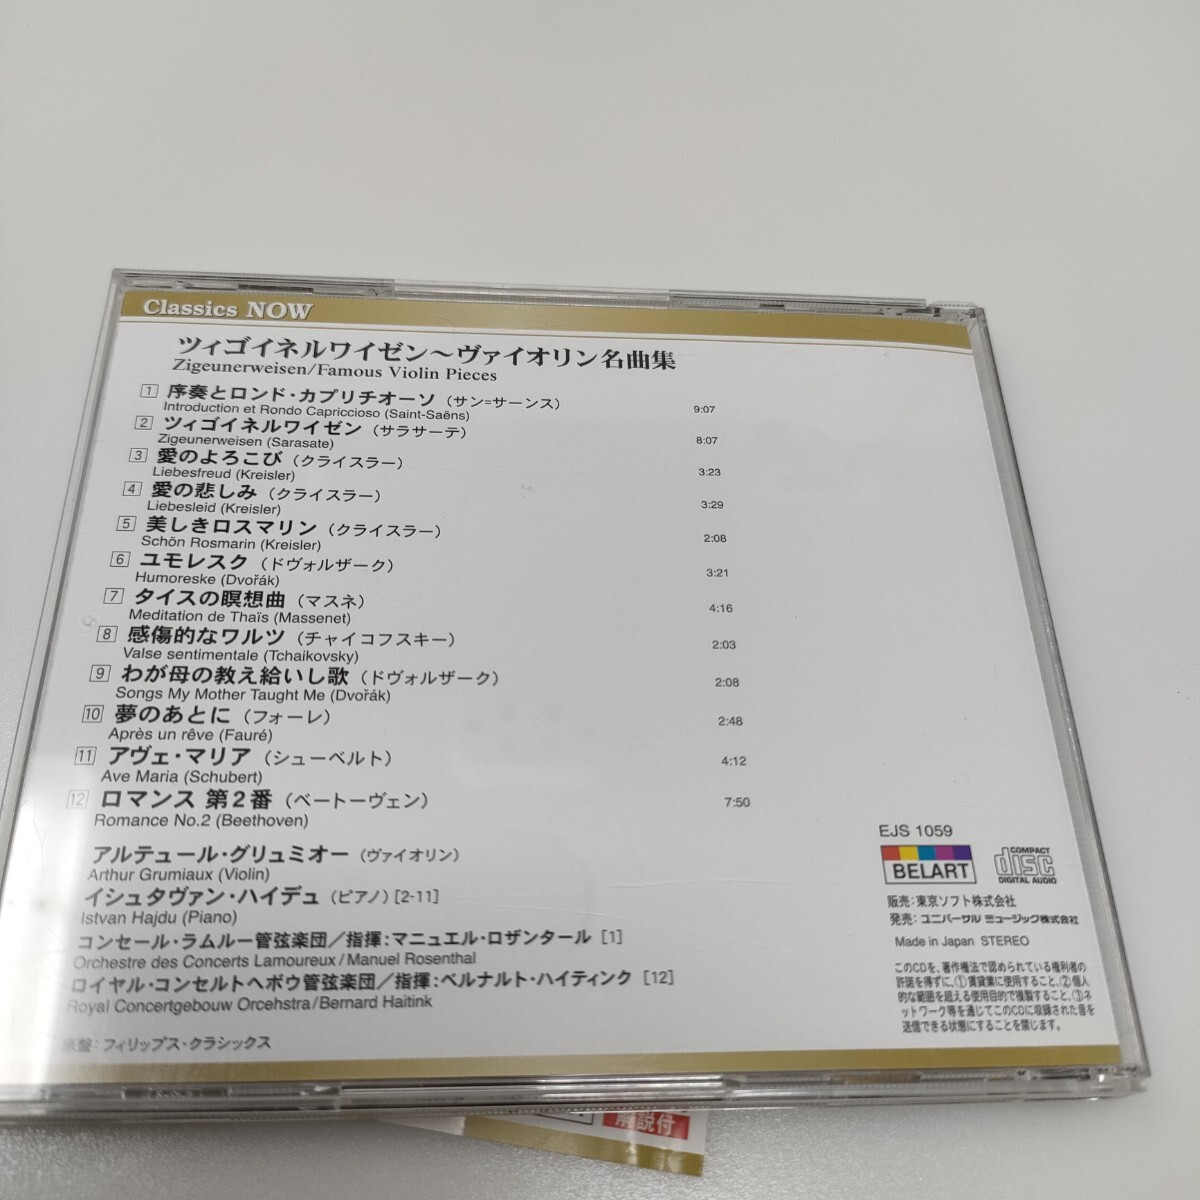 Classics NOW
ツィゴイネルワイゼン～ヴァイオリン名曲集
Zigeunerweisen/Famous Violin Pieces
1 序奏とロンド・カプリチオーソ（サン=サーンス） 9:07
Introduction et Rondo Capriccioso (Saint-Saëns)
2 ツィゴイネルワイゼン（サラサーテ） 8:07
Zigeunerweisen (Sarasate)
3 愛のよろこび（クライスラー） 3:23
Liebesfreud (Kreisler)
4 愛の悲しみ（クライスラー） 3:29
Liebesleid (Kreisler)
5 美しきロスマリン（クライスラー） 2:08
Schön Rosmarin (Kreisler)
6 ユモレスク（ドヴォルザーク） 3:21
Humoreske (Dvořák)
7 タイスの瞑想曲（マスネ） 4:16
Meditation de Thaïs (Massenet)
8 感傷的なワルツ（チャイコフスキー） 2:03
Valse sentimentale (Tchaikovsky)
9 わが母の教え給いし歌（ドヴォルザーク） 2:08
Songs My Mother Taught Me (Dvořák)
10 夢のあとに（フォーレ） 2:48
Après un rêve (Fauré)
11 アヴェ・マリア（シューベルト） 4:12
Ave Maria (Schubert)
12 ロマンス 第2番（ベートーヴェン） 7:50
Romance No.2 (Beethoven)
アルテュール・グリュミオー（ヴァイオリン）
Arthur Grumiaux (Violin)
イシュタヴァン・ハイデュ（ピアノ）[2-11]
Istvan Hajdu (Piano)
コンセール・ラムルー管弦楽団／指揮：マニュエル・ロザンタール [1]
Orchestre des Concerts Lamoureux/Manuel Rosenthal
ロイヤル・コンセルトヘボウ管弦楽団／指揮：ベルナルト・ハイティンク [12]
Royal Concertgebouw Orcehstra/Bernard Haitink
原盤：フィリップス・クラシックス
EJS 1059
BELART
COMPACT
disc
DIGITAL AUDIO
販売：東京ソフト株式会社
発売：ユニバーサル ミュージック株式会社
Made in Japan STEREO
このCDを、著作権法で認められている権利者の
許諾を得ずに、①賃貸業に使用すること、②個人
的な範囲を超える使用目的で複製すること、③ネ
ットワーク等を通じてこのCDに収録された音を
送信できる状態にすることを禁じます。
解説付